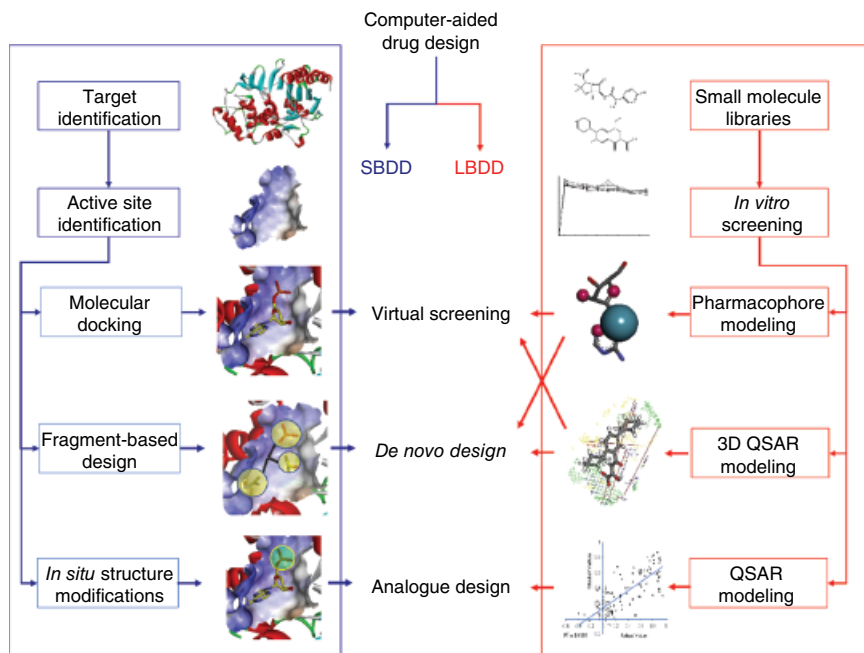 Computer-aided
drug design
SBDD
LBDD
Target
identification
Active site
identification
Molecular
docking
Fragment-based
design
In situ structure
modifications
Virtual screening
De novo design
Analogue design
Small molecule
libraries
In vitro
screening
Pharmacophore
modeling
3D QSAR
modeling
QSAR
modeling